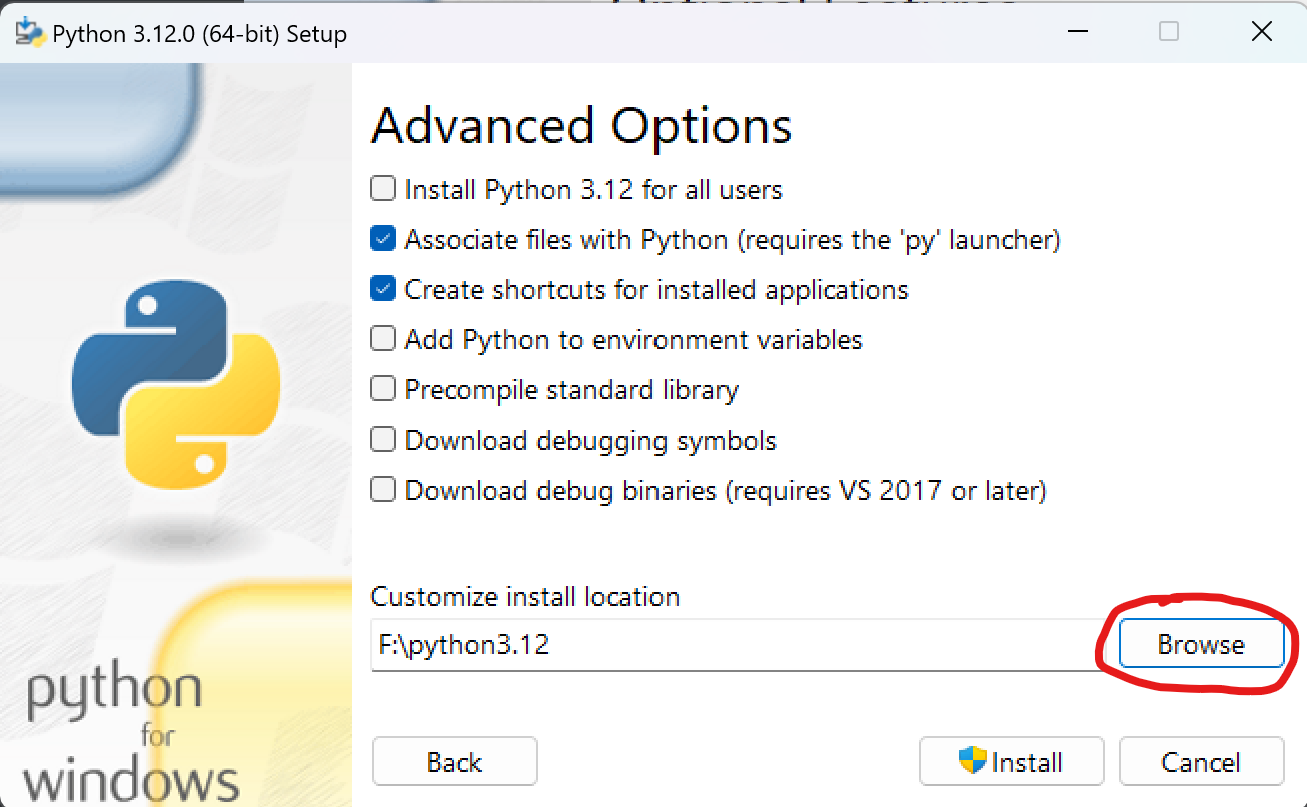 Python 3.12.0 (64-bit) Setup
Advanced Options
Install Python 3.12 for all users
Associate files with Python (requires the 'py' launcher)
Create shortcuts for installed applications
Add Python to environment variables
Precompile standard library
Download debugging symbols
Download debug binaries (requires VS 2017 or later)
Customize install location
F:\python3.12
Browse
python
for
windows
Back
Install
Cancel